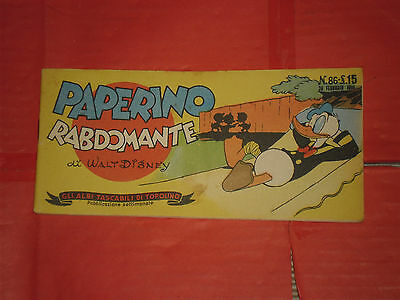 PAPERINO
RABDOMANTE
di WALT DISNEY
N. 86-£.15
GLI ALBI TASCABILI DI TOPOLINO
Pubblicazione settimanale